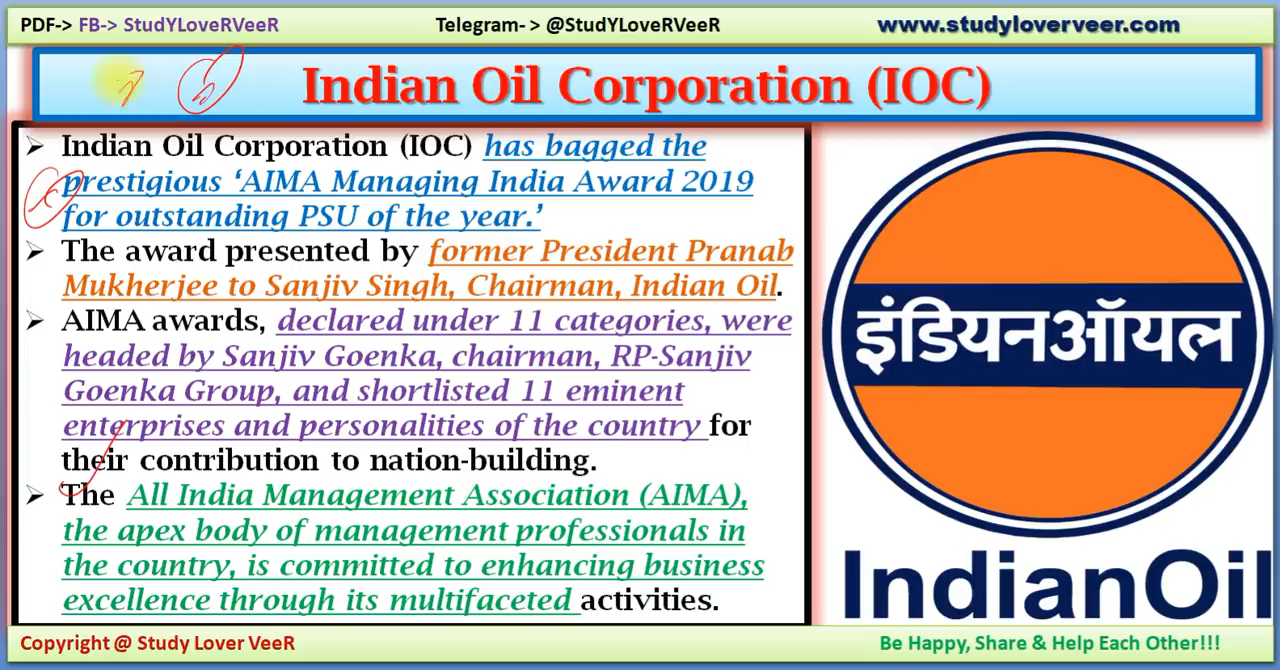 PDF-> FB-> StudYLoveRVeeR
Telegram- > @StudYLoveRVeeR
www.studyloverveer.com
Indian Oil Corporation (IOC)
➢ Indian Oil Corporation (IOC) has bagged the
prestigious ‘AIMA Managing India Award 2019
for outstanding PSU of the year.’
➢ The award presented by former President Pranab
Mukherjee to Sanjiv Singh, Chairman, Indian Oil.
➢ AIMA awards, declared under 11 categories, were
headed by Sanjiv Goenka, chairman, RP-Sanjiv
Goenka Group, and shortlisted 11 eminent
enterprises and personalities of the country for
their contribution to nation-building.
➢ The All India Management Association (AIMA),
the apex body of management professionals in
the country, is committed to enhancing business
excellence through its multifaceted activities.
इंडियनऑयल
IndianOil
Copyright @ Study Lover VeeR
Be Happy, Share & Help Each Other!!!